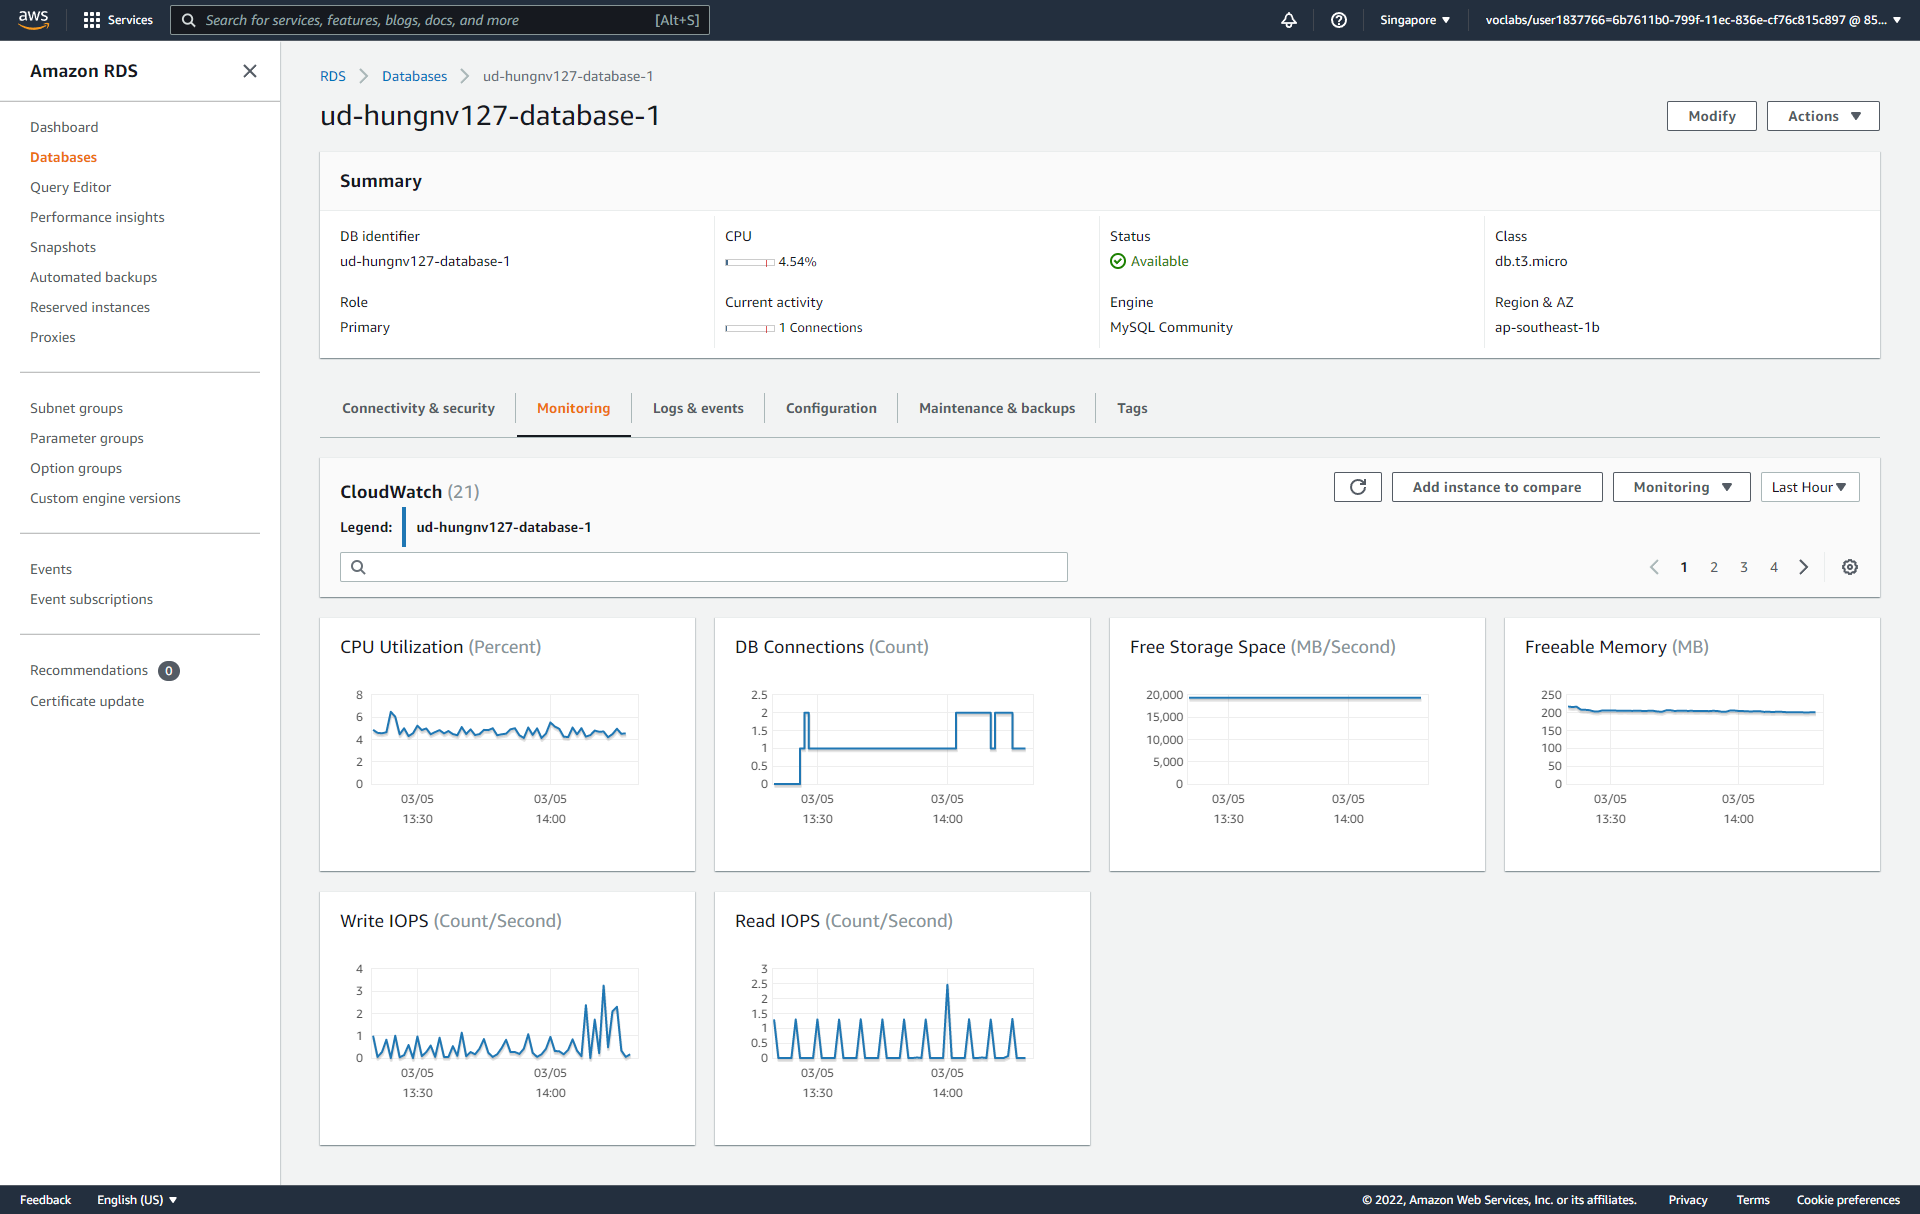 aws Services Search for services, features, blogs, docs, and more [Alt+S] Singapore voclabs/user1837766=6b7611b0-799f-11ec-836e-cf76c815c897 @ 85...
Amazon RDS
Dashboard
Databases
Query Editor
Performance insights
Snapshots
Automated backups
Reserved instances
Proxies
Subnet groups
Parameter groups
Option groups
Custom engine versions
Events
Event subscriptions
Recommendations 0
Certificate update
RDS Databases ud-hungnv127-database-1
ud-hungnv127-database-1
Modify Actions
Summary
DB identifier
ud-hungnv127-database-1
Role
Primary
CPU
4.54%
Current activity
1 Connections
Status
Available
Engine
MySQL Community
Class
db.t3.micro
Region & AZ
ap-southeast-1b
Connectivity & security Monitoring Logs & events Configuration Maintenance & backups Tags
CloudWatch (21)
Add instance to compare Monitoring Last Hour
Legend: ud-hungnv127-database-1
1 2 3 4
CPU Utilization (Percent)
8
6
4
2
0
03/05 03/05
13:30 14:00
DB Connections (Count)
2.5
2
1.5
1
0.5
0
03/05 03/05
13:30 14:00
Free Storage Space (MB/Second)
20,000
15,000
10,000
5,000
0
03/05 03/05
13:30 14:00
Freeable Memory (MB)
250
200
150
100
50
0
03/05 03/05
13:30 14:00
Write IOPS (Count/Second)
4
3
2
1
0
03/05 03/05
13:30 14:00
Read IOPS (Count/Second)
3
2.5
2
1.5
1
0.5
0
03/05 03/05
13:30 14:00
Feedback English (US) © 2022, Amazon Web Services, Inc. or its affiliates. Privacy Terms Cookie preferences